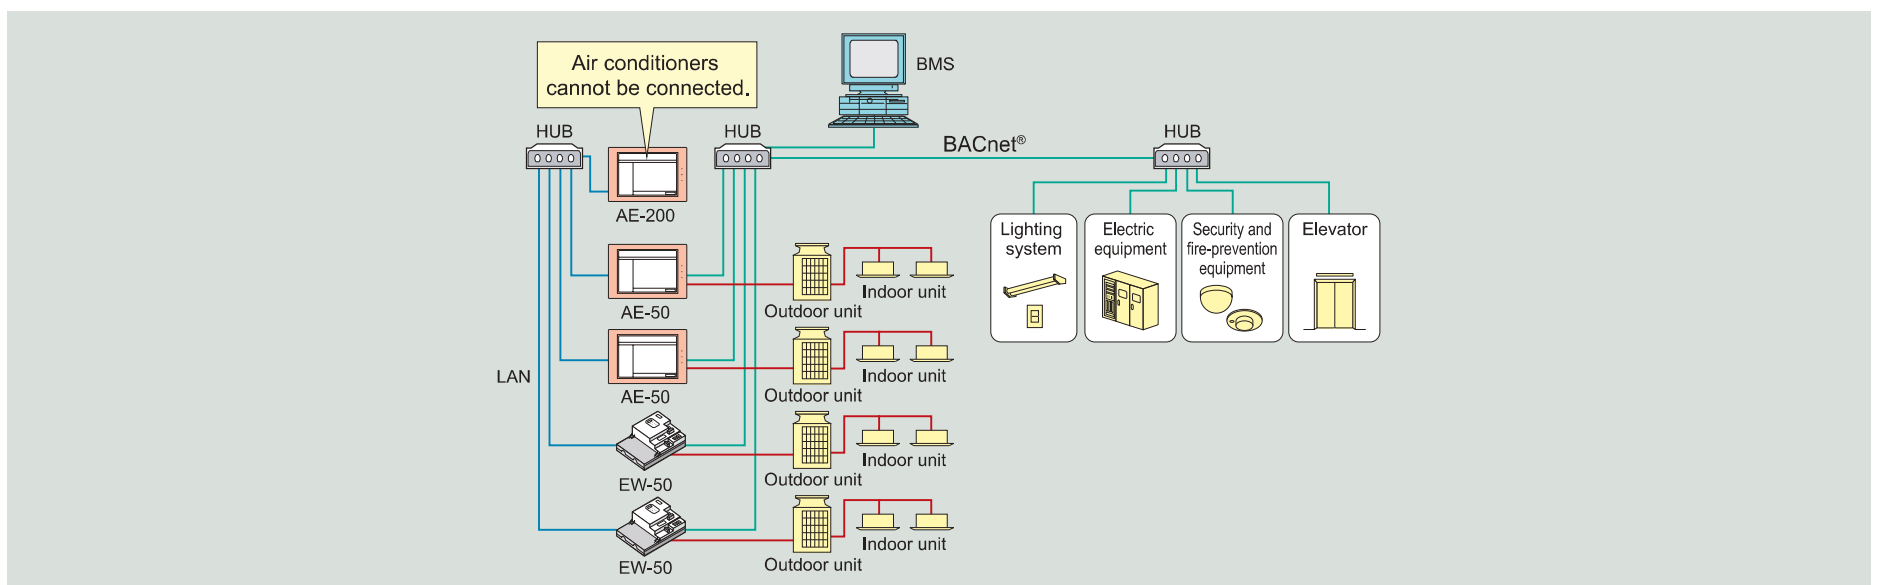 Air conditioners
cannot be connected.
BMS
HUB
HUB
BACnet®
HUB
AE-200
Lighting
system
Electric
equipment
Security and
fire-prevention
equipment
Elevator
AE-50
Outdoor unit
Indoor unit
LAN
AE-50
Outdoor unit
Indoor unit
EW-50
Outdoor unit
Indoor unit
EW-50
Outdoor unit
Indoor unit